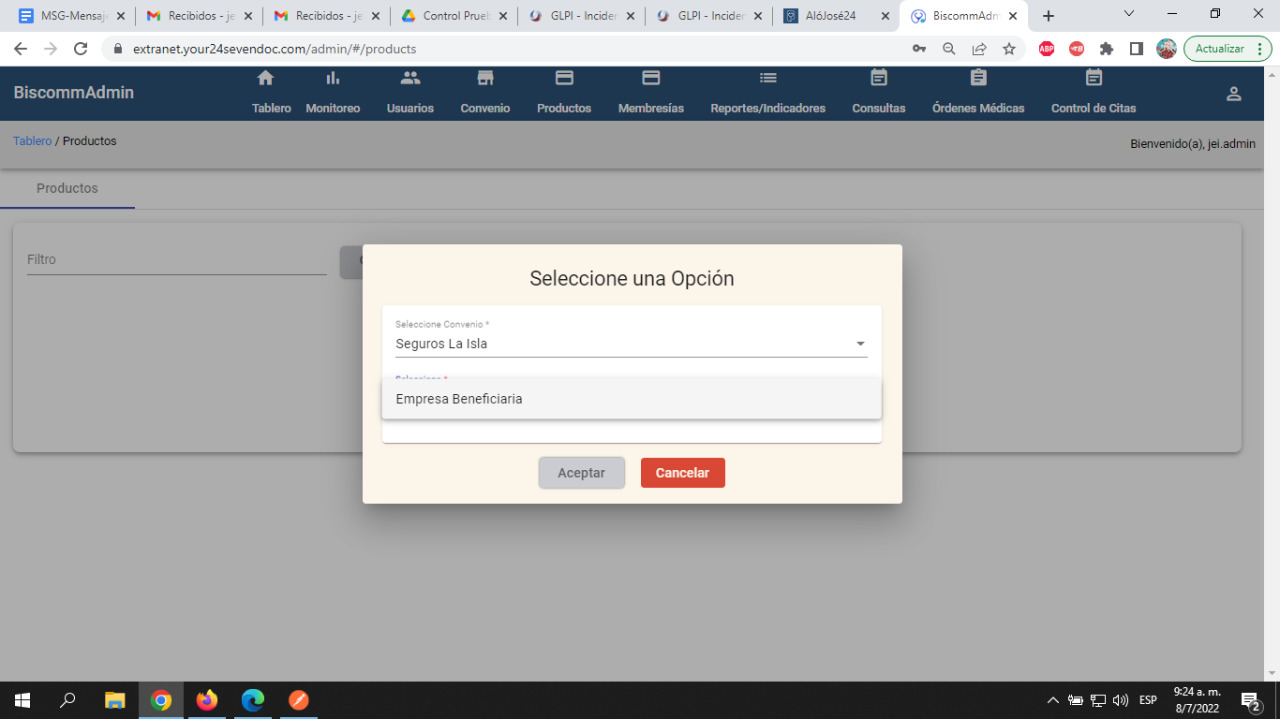 MSG-Mensaj
Recibidos - je
Recibidos - je
Control Prueb
GLPI - Inciden
GLPI - Inciden
AlóJosé24
BiscommAdm
extranet.your24sevendoc.com/admin/#/products
ABP
Actualizar
BiscommAdmin
Tablero
Monitoreo
Usuarios
Convenio
Productos
Membresías
Reportes/Indicadores
Consultas
Órdenes Médicas
Control de Citas
Tablero / Productos
Bienvenido(a), jei.admin
Productos
Filtro
Seleccione una Opción
Seleccione Convenio *
Seguros La Isla
Seleccione *
Empresa Beneficiaria
Aceptar
Cancelar
ESP
9:24 a. m.
8/7/2022
2